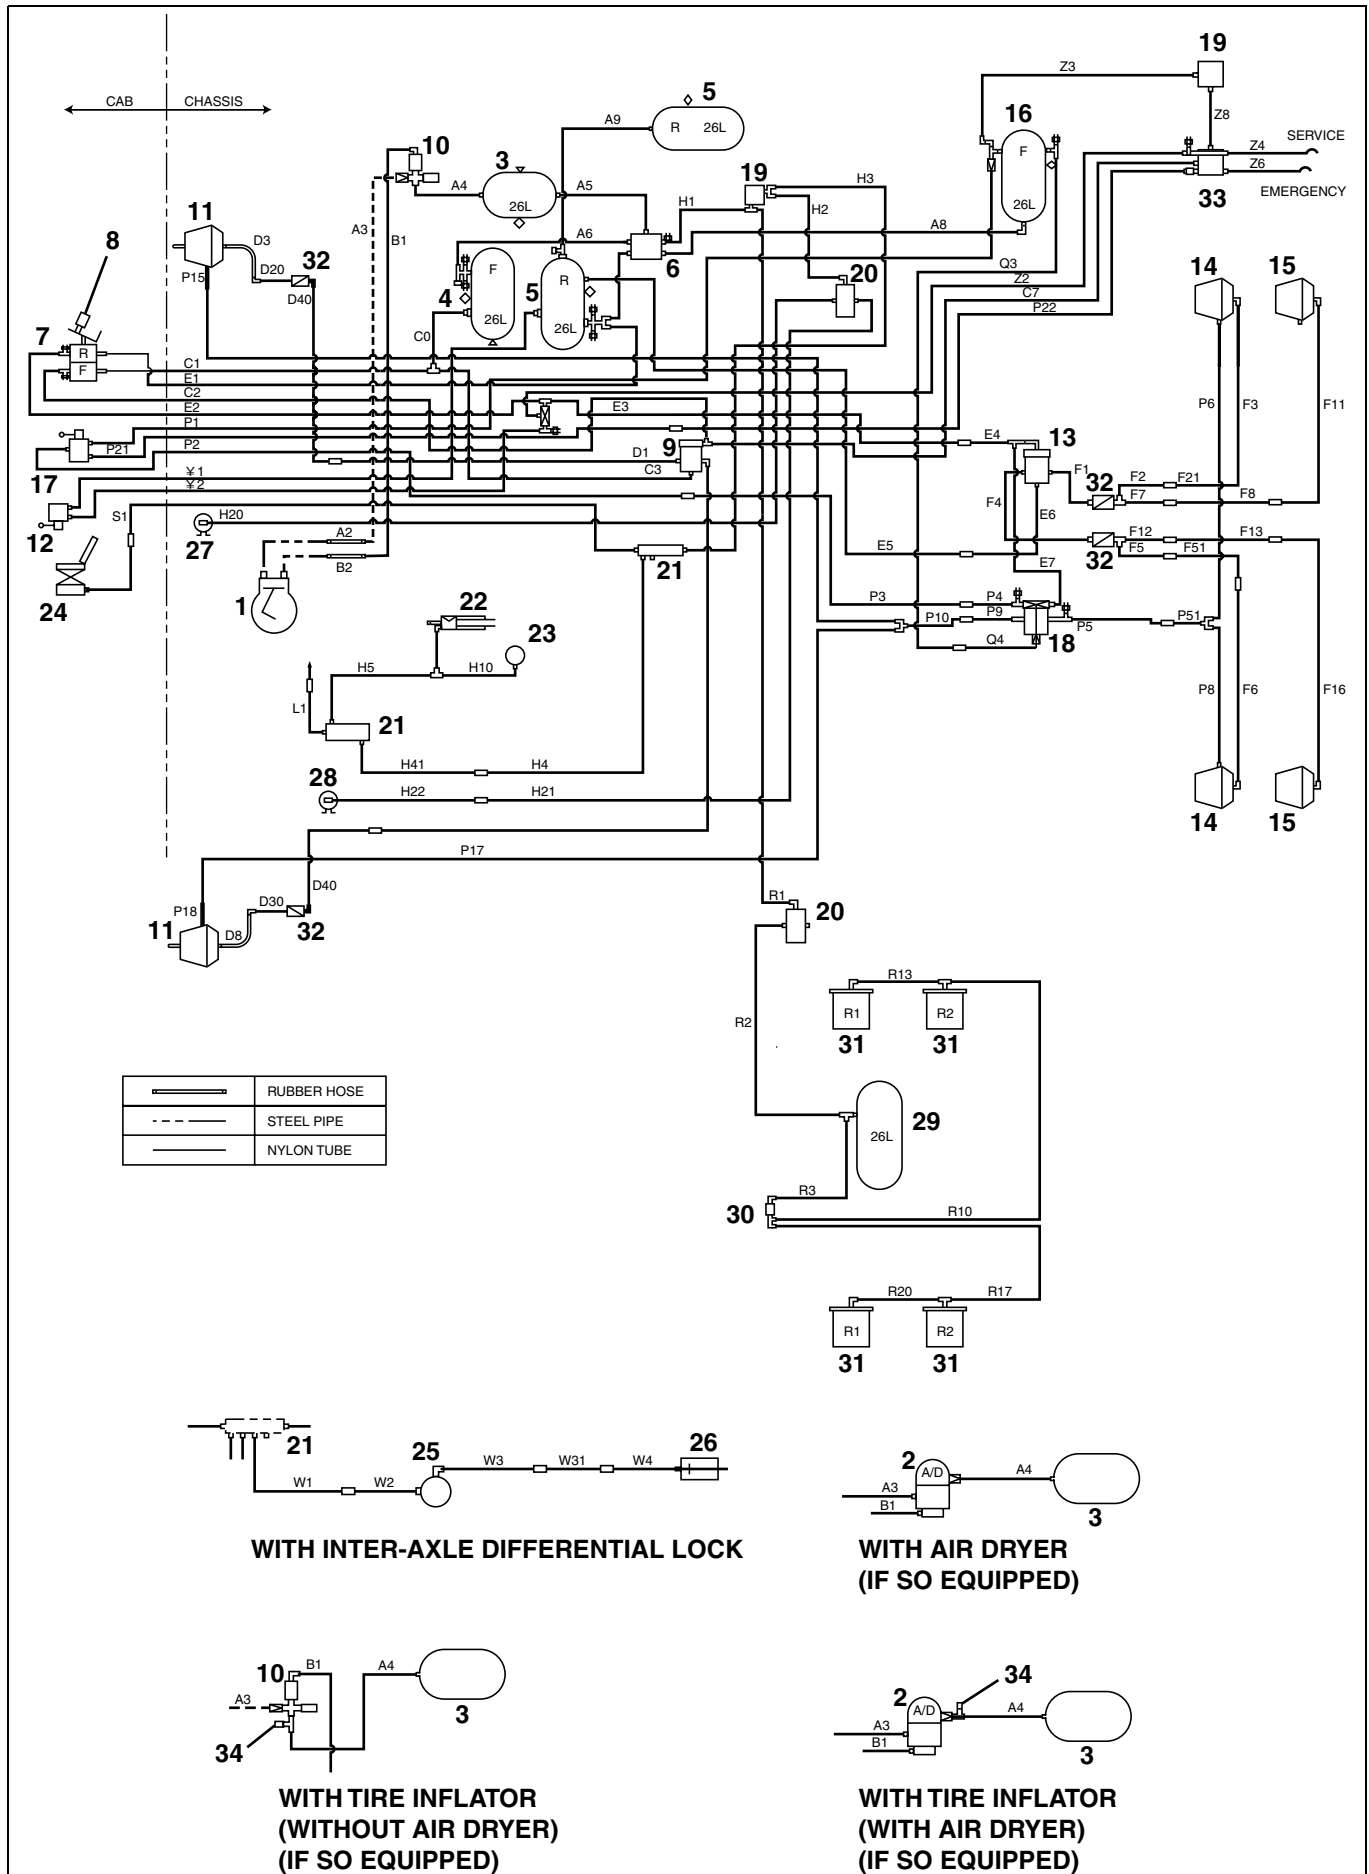 19
Z3
5
16
CAB
CHASSIS
A9
R 26L
Z8
SERVICE
10
3
F
Z4
Z6
EMERGENCY
19
H3
A4
A5
26L
H1
H2
26L
33
11
A3
B1
A6
A8
8
D3
32
Q3
P15
D20
F
R
6
Z2
14
15
D40
4
5
20
C7
7
26L
26L
P22
R
C0
F
C1
E1
C2
E2
E3
P6
F3
F11
P1
E4
13
P21
P2
9
D1
F1
F2
F21
17
¥1
C3
32
F7
F8
¥2
F4
S1
H20
E6
A2
F12
F13
12
27
E5
F5
F51
B2
21
32
E7
24
1
P3
P4
22
P9
23
P10
P5
P51
Q4
18
H5
H10
P8
F6
F16
L1
21
H41
H4
28
H22
H21
14
15
P17
D40
R1
P18
D30
20
11
D8
32
R13
R2
R1
R2
31
31
RUBBER HOSE
STEEL PIPE
29
26L
NYLON TUBE
R3
30
R10
R20
R17
R1
R2
31
31
21
25
26
W3
W31
W4
2
A/D
A4
W1
W2
A3
B1
3
WITH INTER-AXLE DIFFERENTIAL LOCK
WITH AIR DRYER
(IF SO EQUIPPED)
10
B1
A4
34
A3
2
A/D
A4
3
A3
34
B1
3
WITH TIRE INFLATOR
(WITHOUT AIR DRYER)
(IF SO EQUIPPED)
WITH TIRE INFLATOR
(WITH AIR DRYER)
(IF SO EQUIPPED)